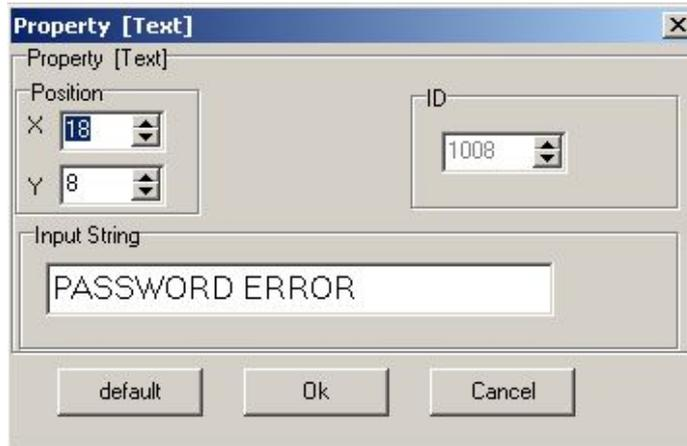 Property [Text]
Property [Text]
Position
ID
X 18
1008
Y 8
Input String
PASSWORD ERROR
default Ok Cancel